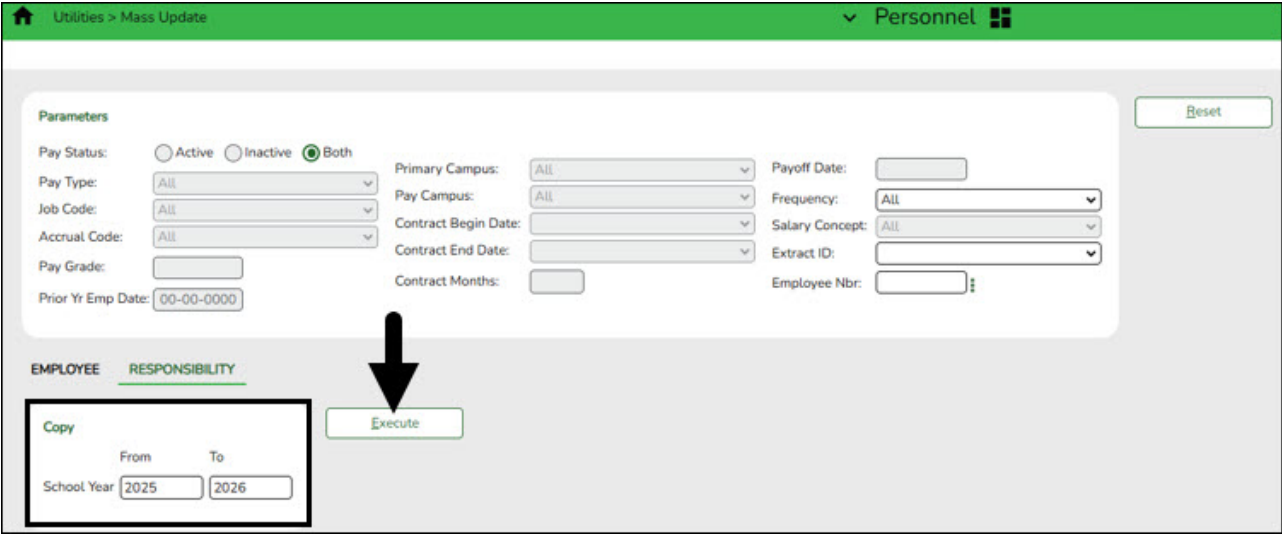 Utilities > Mass Update
Personnel
Parameters
Reset
Pay Status: Active Inactive Both
Pay Type: All
Job Code: All
Accrual Code: All
Pay Grade:
Prior Yr Emp Date: 00-00-0000
Primary Campus: All
Pay Campus: All
Contract Begin Date:
Contract End Date:
Contract Months:
Payoff Date:
Frequency: All
Salary Concept: All
Extract ID:
Employee Nbr:
EMPLOYEE RESPONSIBILITY
Copy
Execute
From To
School Year 2025 2026